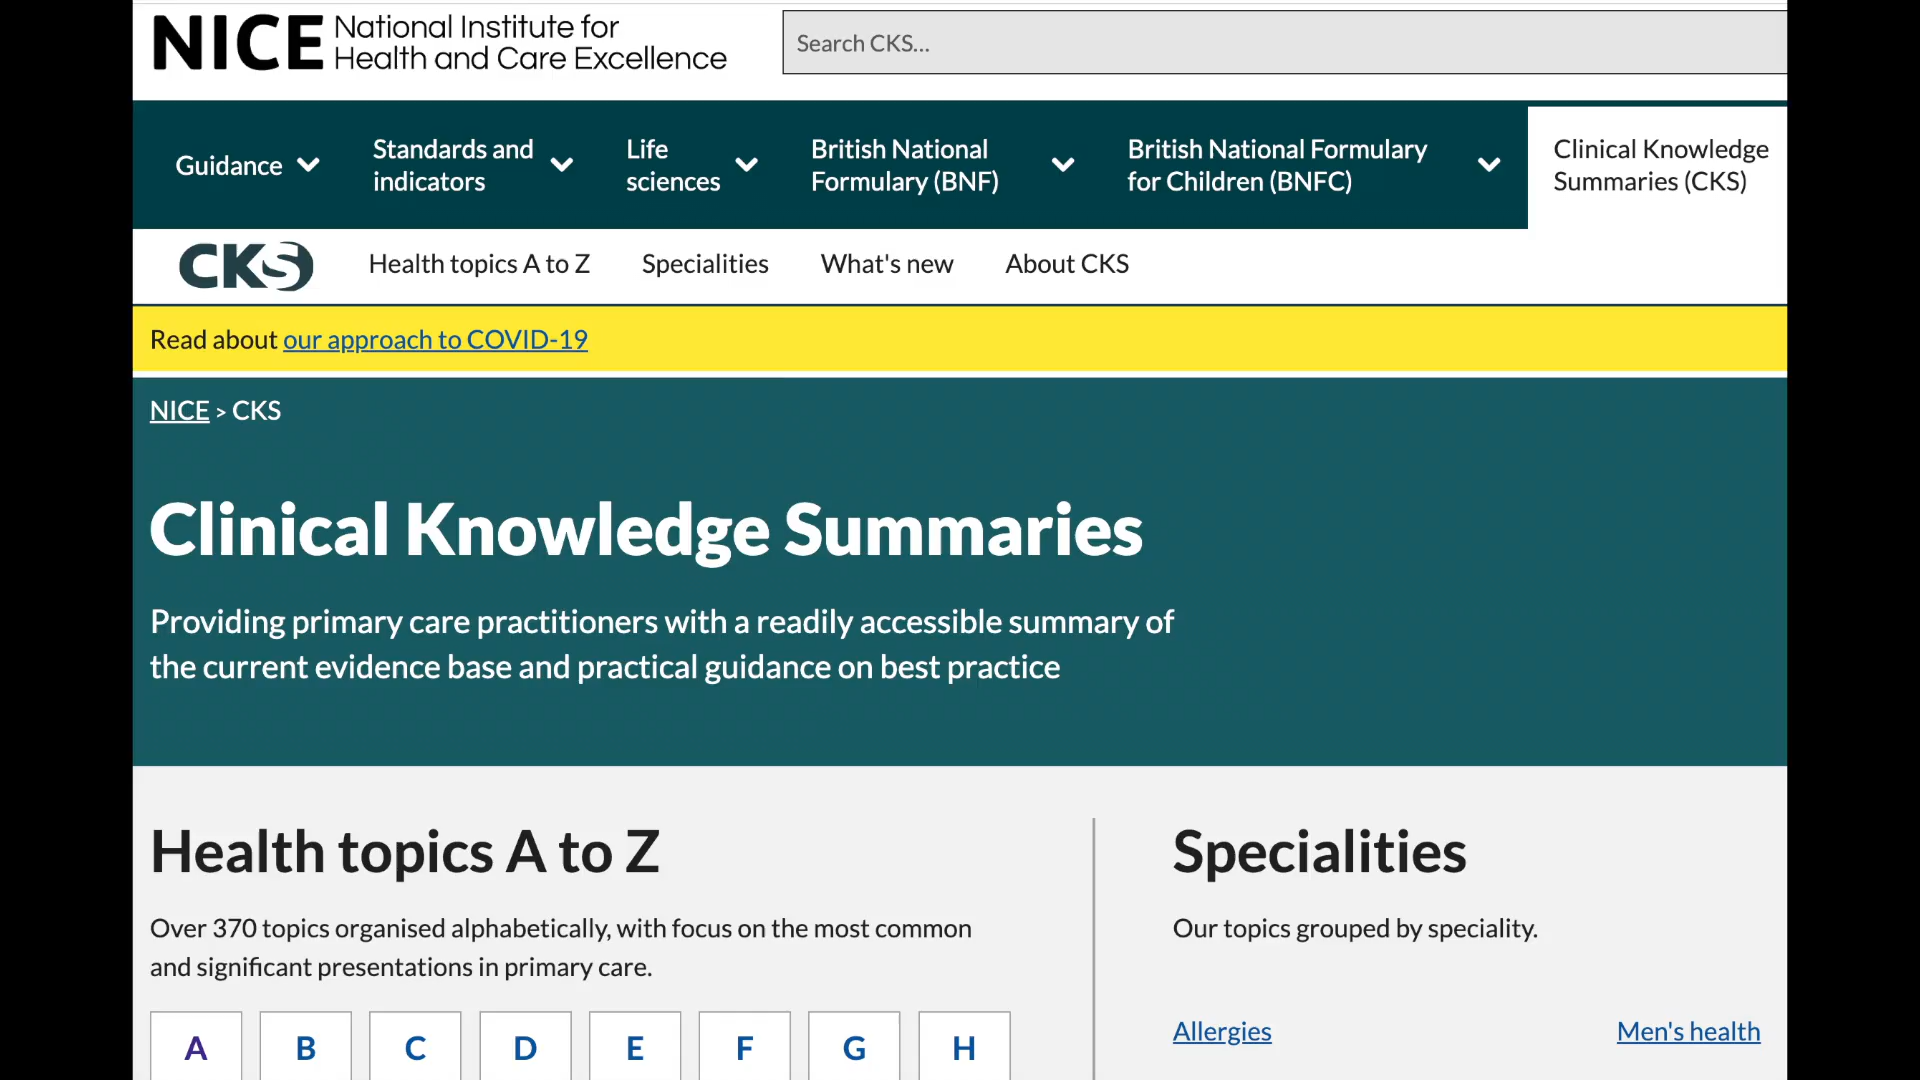 NICE National Institute for
Health and Care Excellence
Search CKS...
Guidance
Standards and
indicators
Life
sciences
British National
Formulary (BNF)
British National Formulary
for Children (BNFC)
Clinical Knowledge
Summaries (CKS)
CKS
Health topics A to Z
Specialities
What's new
About CKS
Read about our approach to COVID-19
NICE > CKS
Clinical Knowledge Summaries
Providing primary care practitioners with a readily accessible summary of
the current evidence base and practical guidance on best practice
Health topics A to Z
Over 370 topics organised alphabetically, with focus on the most common
and significant presentations in primary care.
A B C D E F G H
Specialities
Our topics grouped by speciality.
Allergies
Men's health